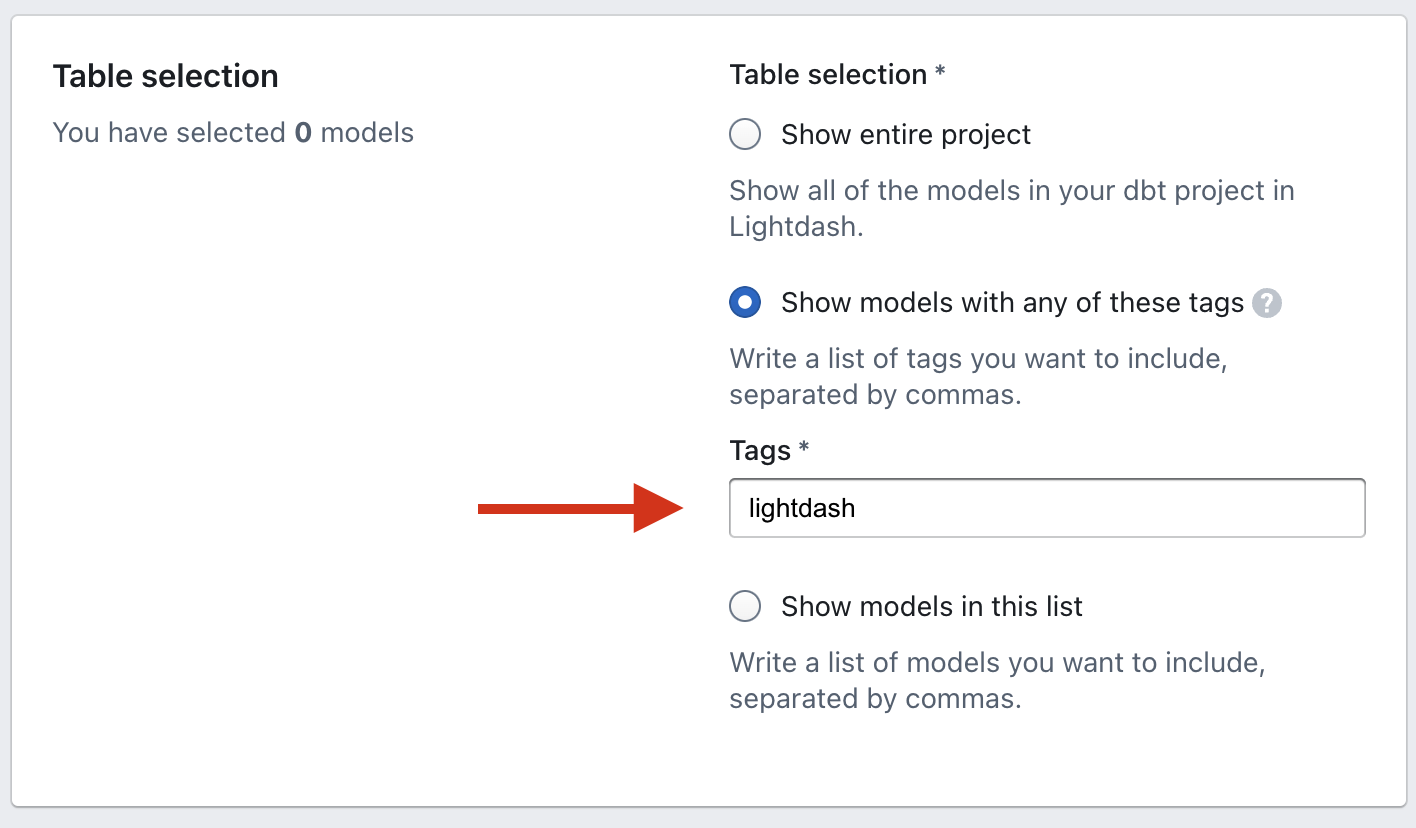 Table selection
You have selected 0 models
Table selection *
Show entire project
Show all of the models in your dbt project in
Lightdash.
Show models with any of these tags ?
Write a list of tags you want to include,
separated by commas.
Tags *
lightdash
Show models in this list
Write a list of models you want to include,
separated by commas.